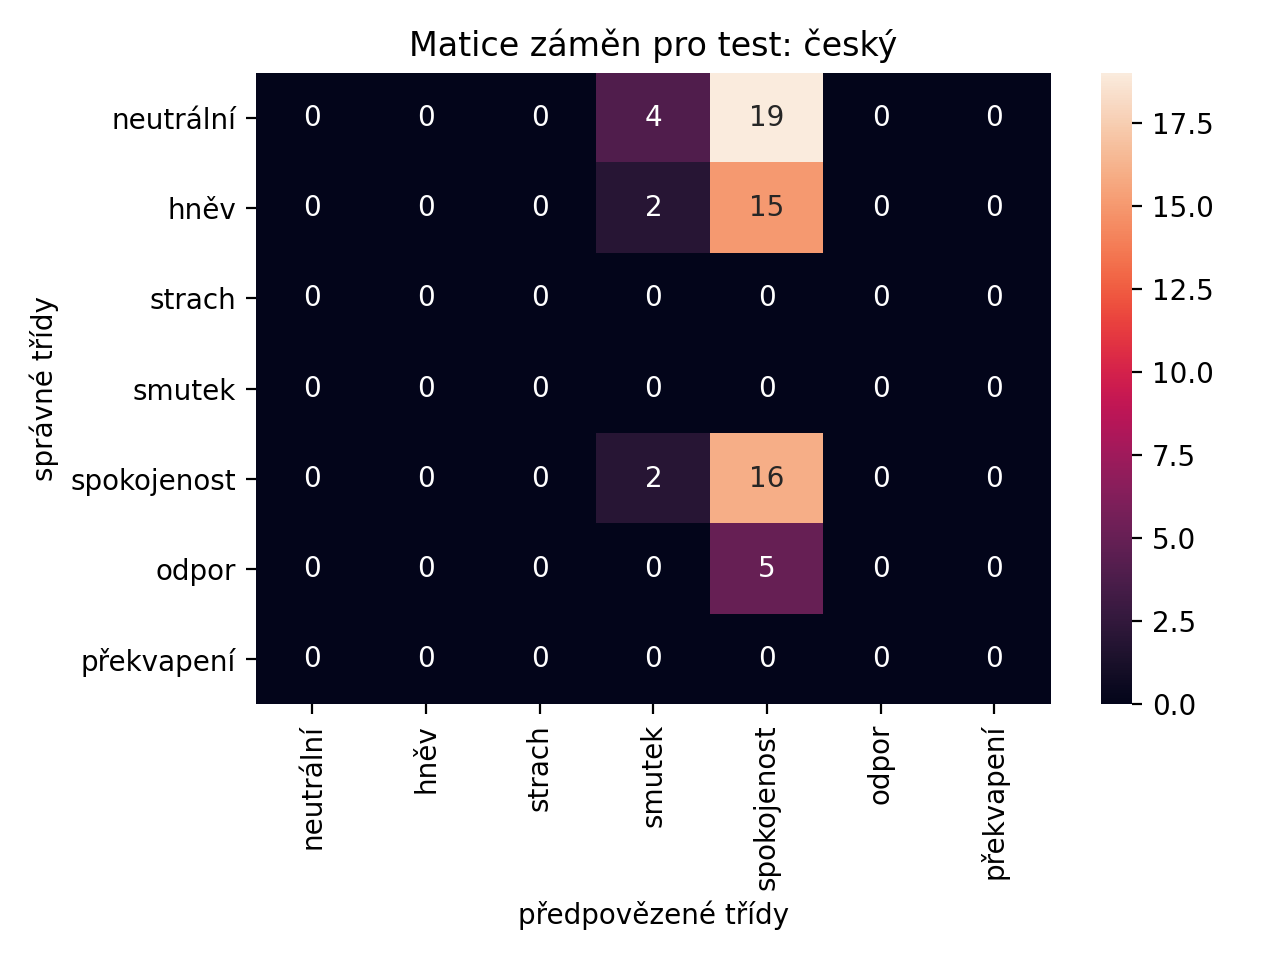 Matice záměn pro test: český
správné třídy
neutrální 0 0 0 4 19 0 0
hněv 0 0 0 2 15 0 0
strach 0 0 0 0 0 0 0
smutek 0 0 0 0 0 0 0
spokojenost 0 0 0 2 16 0 0
odpor 0 0 0 0 5 0 0
překvapení 0 0 0 0 0 0 0
neutrální hněv strach smutek spokojenost odpor překvapení
předpovězené třídy
17.5
15.0
12.5
10.0
7.5
5.0
2.5
0.0